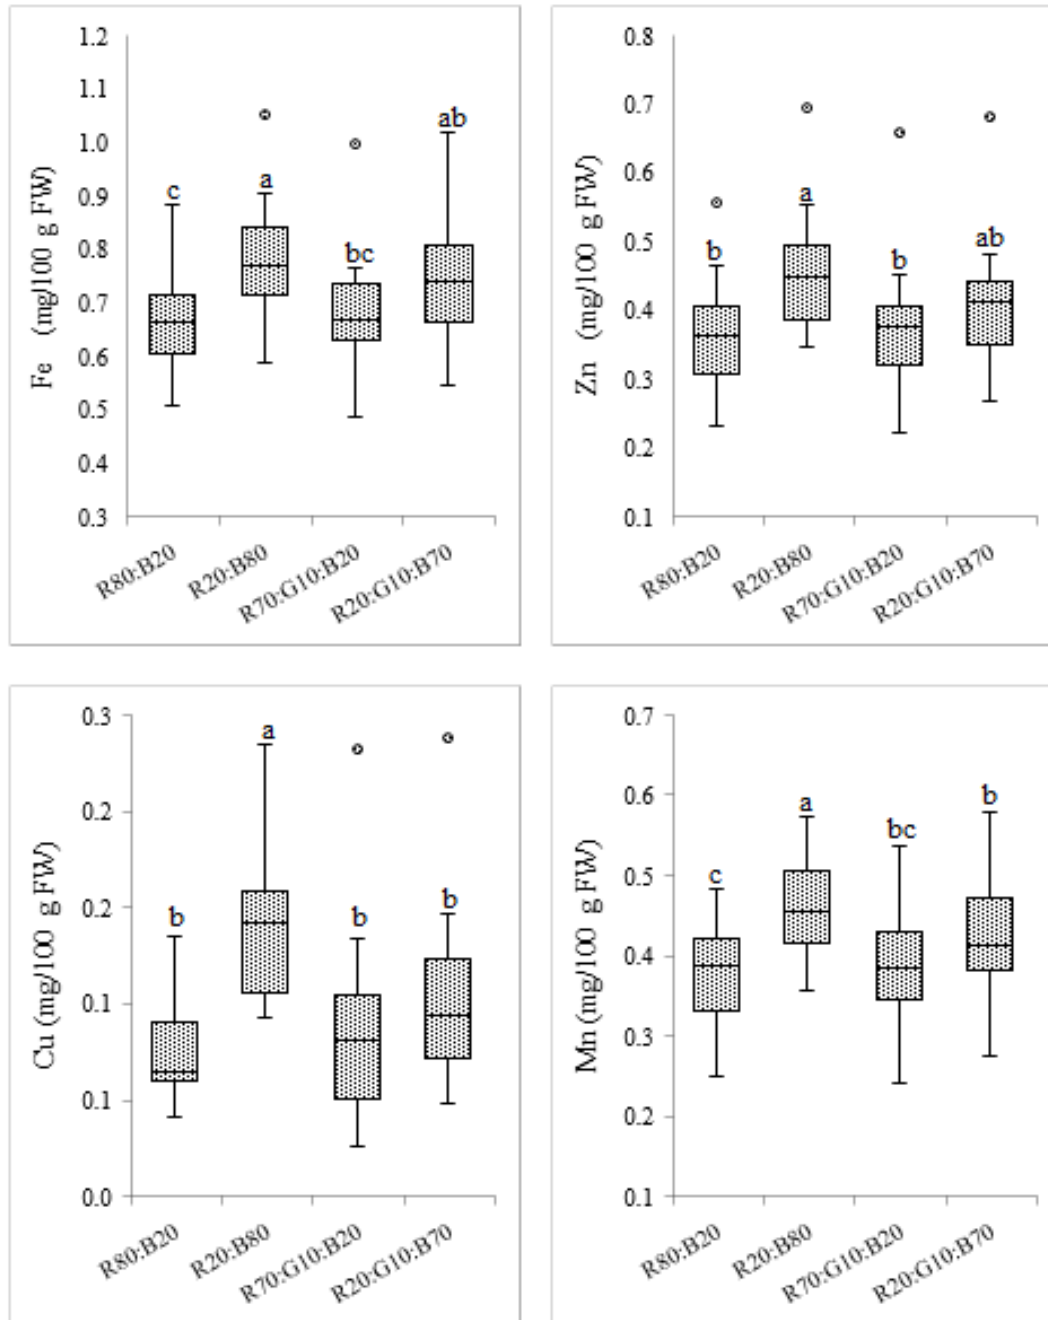 Fe (mg/100 g FW)
1.2
1.1
1.0
0.9
0.8
0.7
0.6
0.5
0.4
0.3
c
a
bc
ab
R80:B20
R20:B80
R70:G10:B20
R20:G10:B70
Zn (mg/100 g FW)
0.8
0.7
0.6
0.5
0.4
0.3
0.2
0.1
b
a
b
ab
R80:B20
R20:B80
R70:G10:B20
R20:G10:B70
Cu (mg/100 g FW)
0.3
0.2
0.2
0.1
0.1
0.0
b
a
b
b
R80:B20
R20:B80
R70:G10:B20
R20:G10:B70
Mn (mg/100 g FW)
0.7
0.6
0.5
0.4
0.3
0.2
0.1
c
a
bc
b
R80:B20
R20:B80
R70:G10:B20
R20:G10:B70